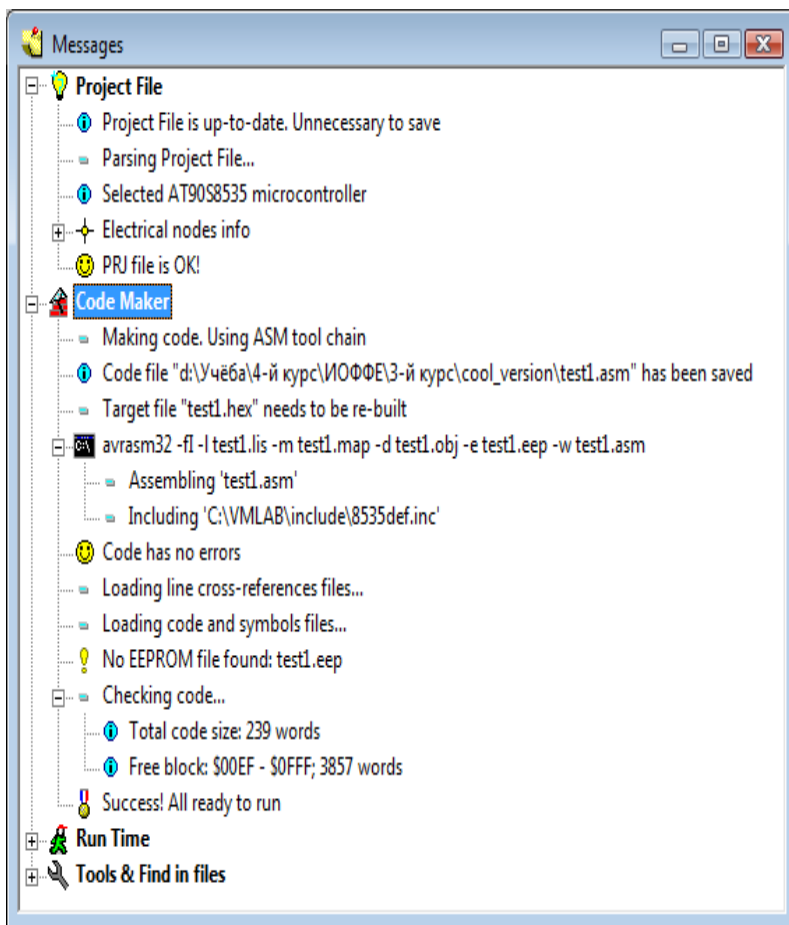 Messages
Project File
Project File is up-to-date. Unnecessary to save
Parsing Project File...
Selected AT90S8535 microcontroller
Electrical nodes info
PRJ file is OK!
Code Maker
Making code. Using ASM tool chain
Code file "d:\Учёба\4-й курс\ИОФФЕ\3-й курс\cool_version\test1.asm" has been saved
Target file "test1.hex" needs to be re-built
avrasm32 -fI -l test1.lis -m test1.map -d test1.obj -e test1.eep -w test1.asm
Assembling 'test1.asm'
Including 'C:\VMLAB\include\8535def.inc'
Code has no errors
Loading line cross-references files...
Loading code and symbols files...
No EEPROM file found: test1.eep
Checking code...
Total code size: 239 words
Free block: $00EF - $0FFF; 3857 words
Success! All ready to run
Run Time
Tools & Find in files